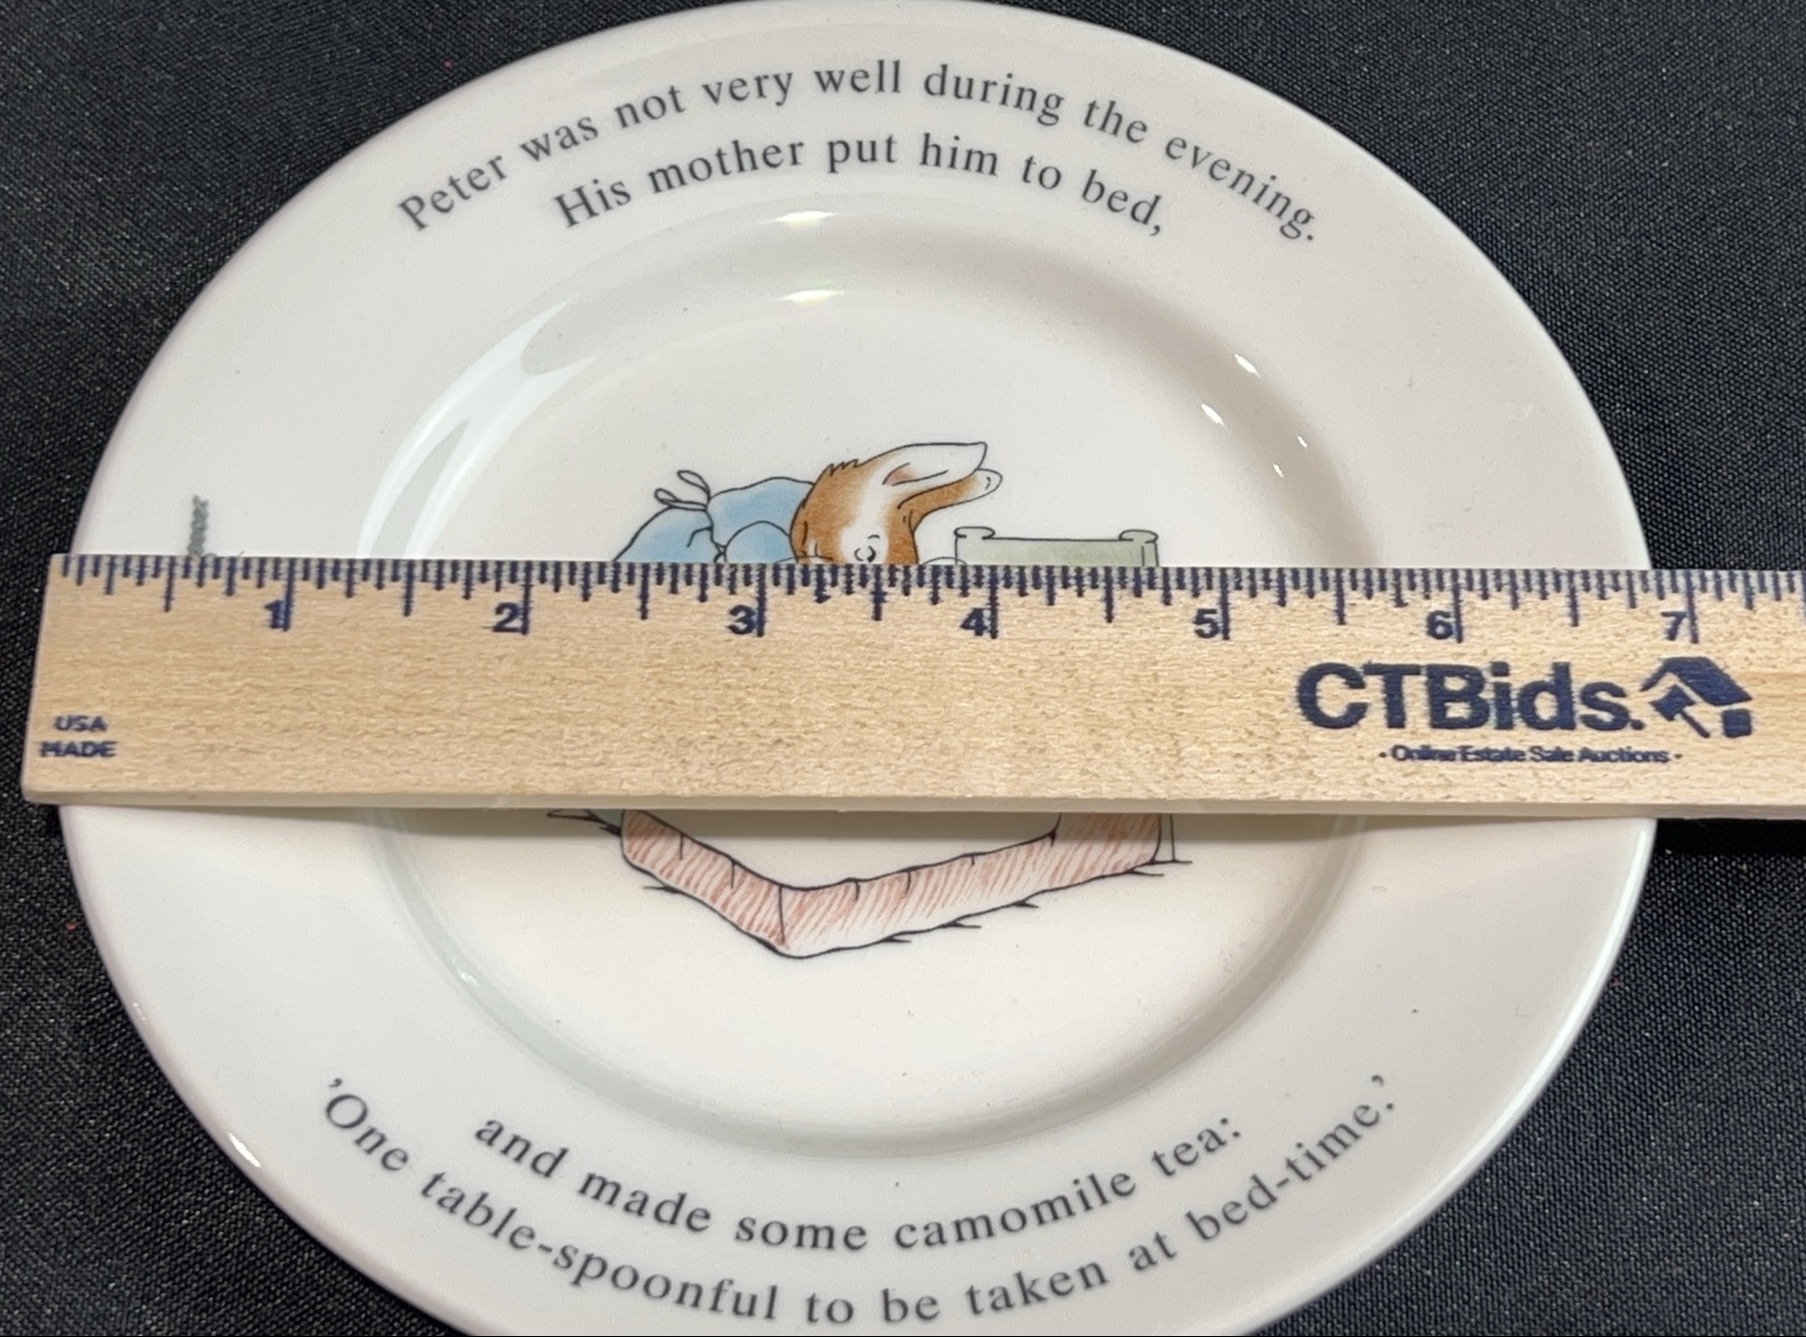 Peter was not very well during the evening.
His mother put him to bed,
1 2 3 4 5 6 7
CTBids.
USA
MADE
· Online Estate Sale Auctions ·
and made some camomile tea:
'One table-spoonful to be taken at bed-time.'